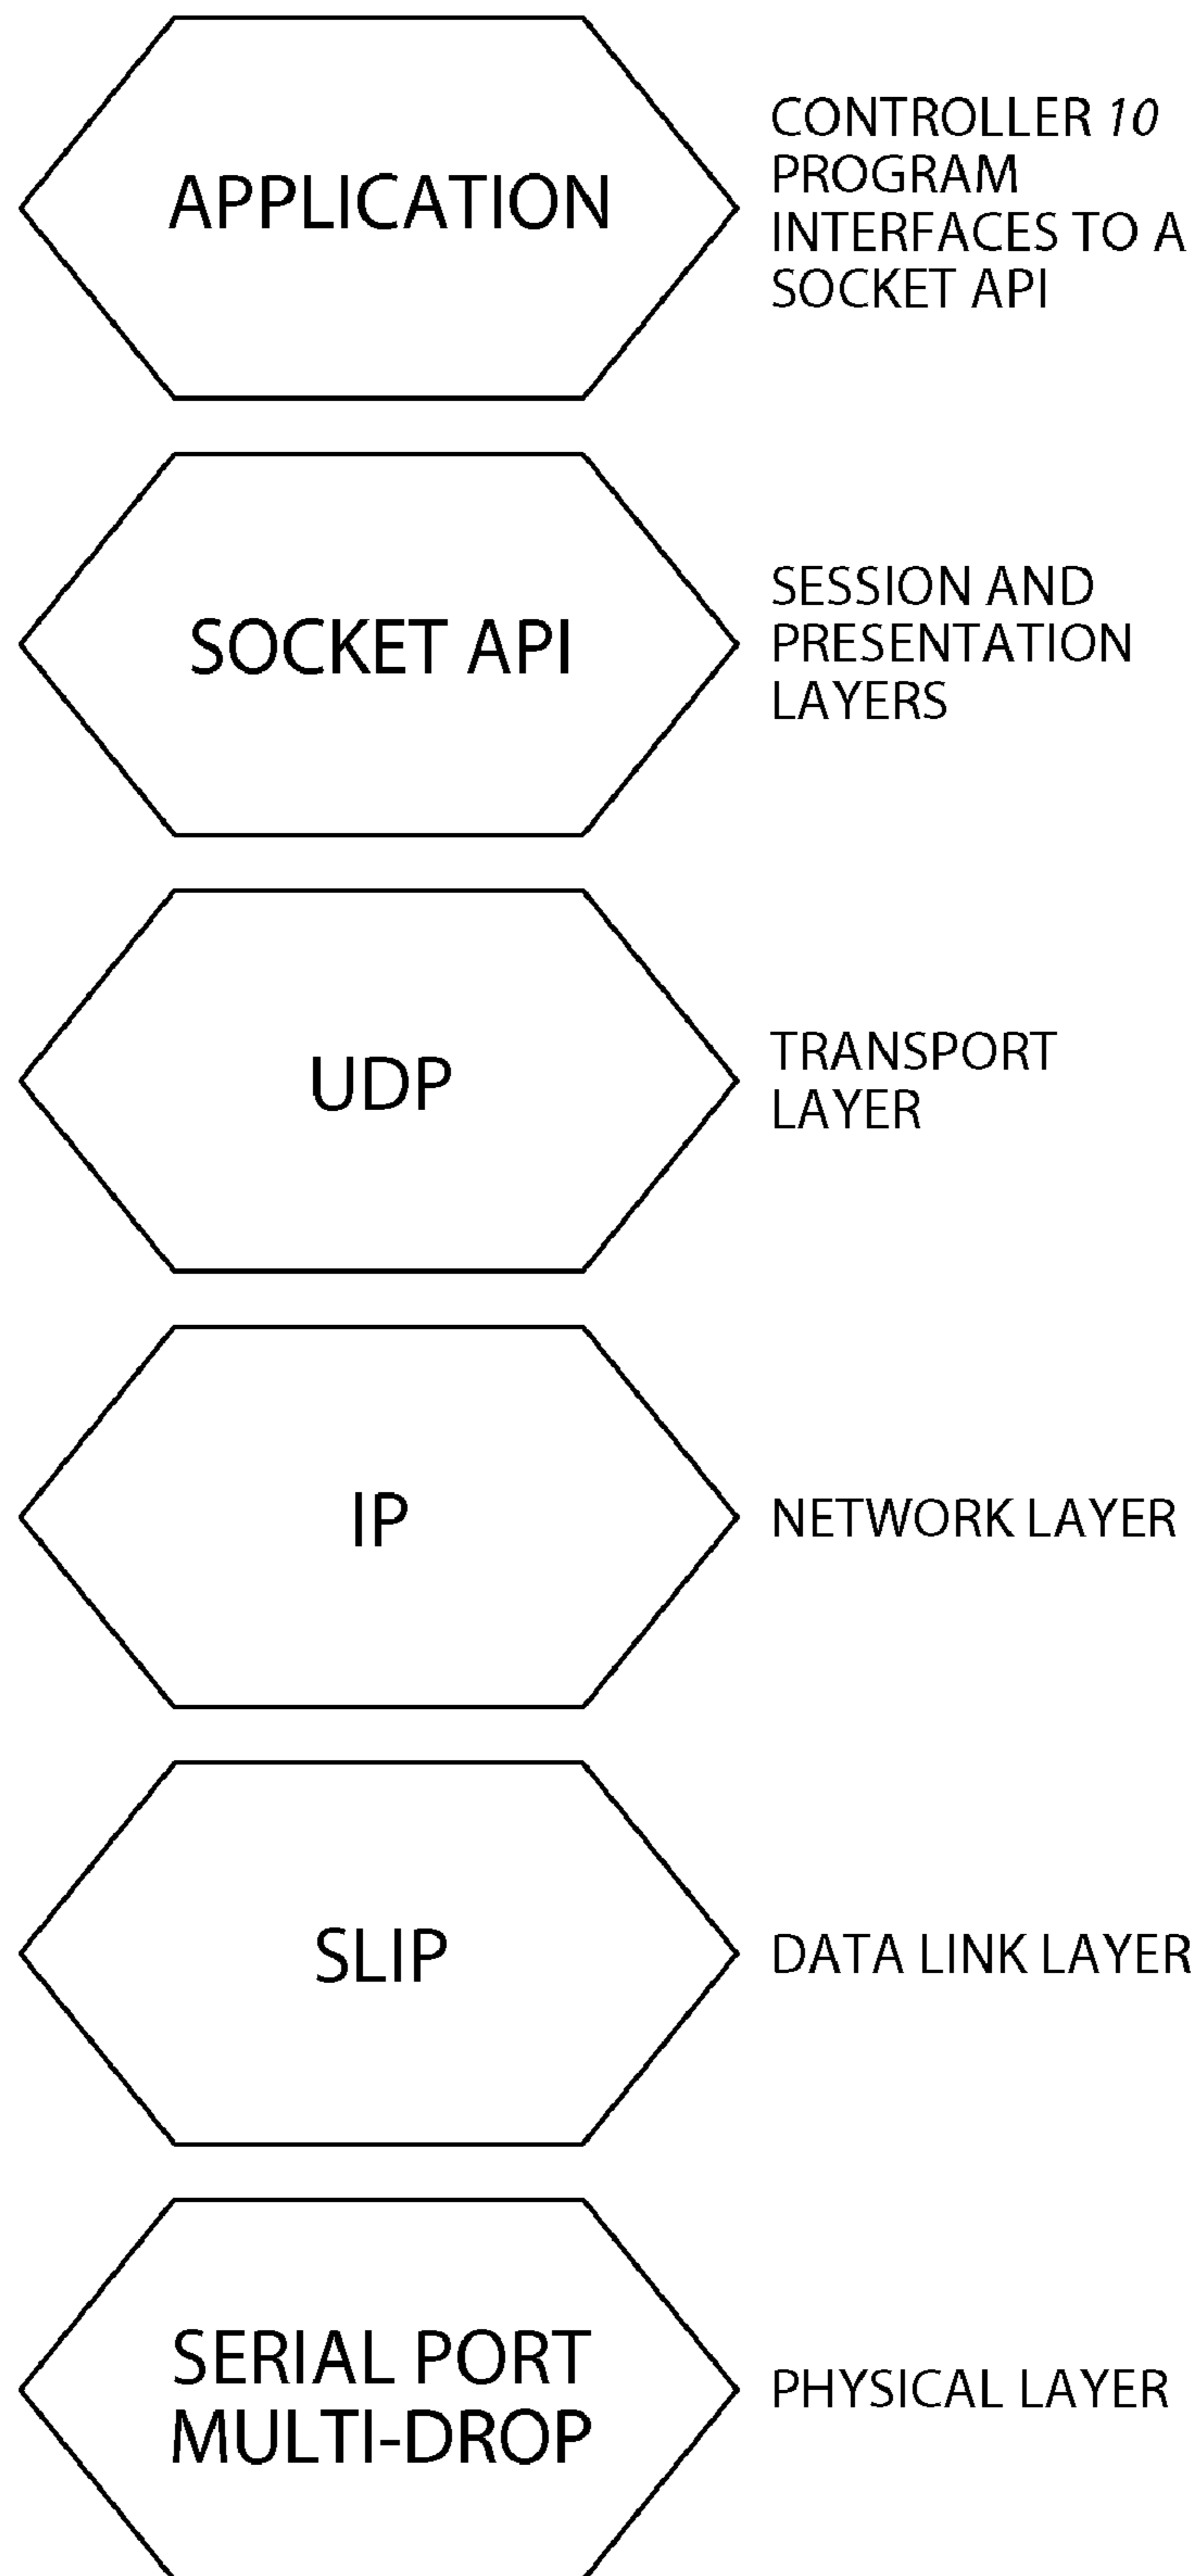 APPLICATION
CONTROLLER 10
PROGRAM
INTERFACES TO A
SOCKET API
SOCKET API
SESSION AND
PRESENTATION
LAYERS
UDP
TRANSPORT
LAYER
IP
NETWORK LAYER
SLIP
DATA LINK LAYER
SERIAL PORT
MULTI-DROP
PHYSICAL LAYER